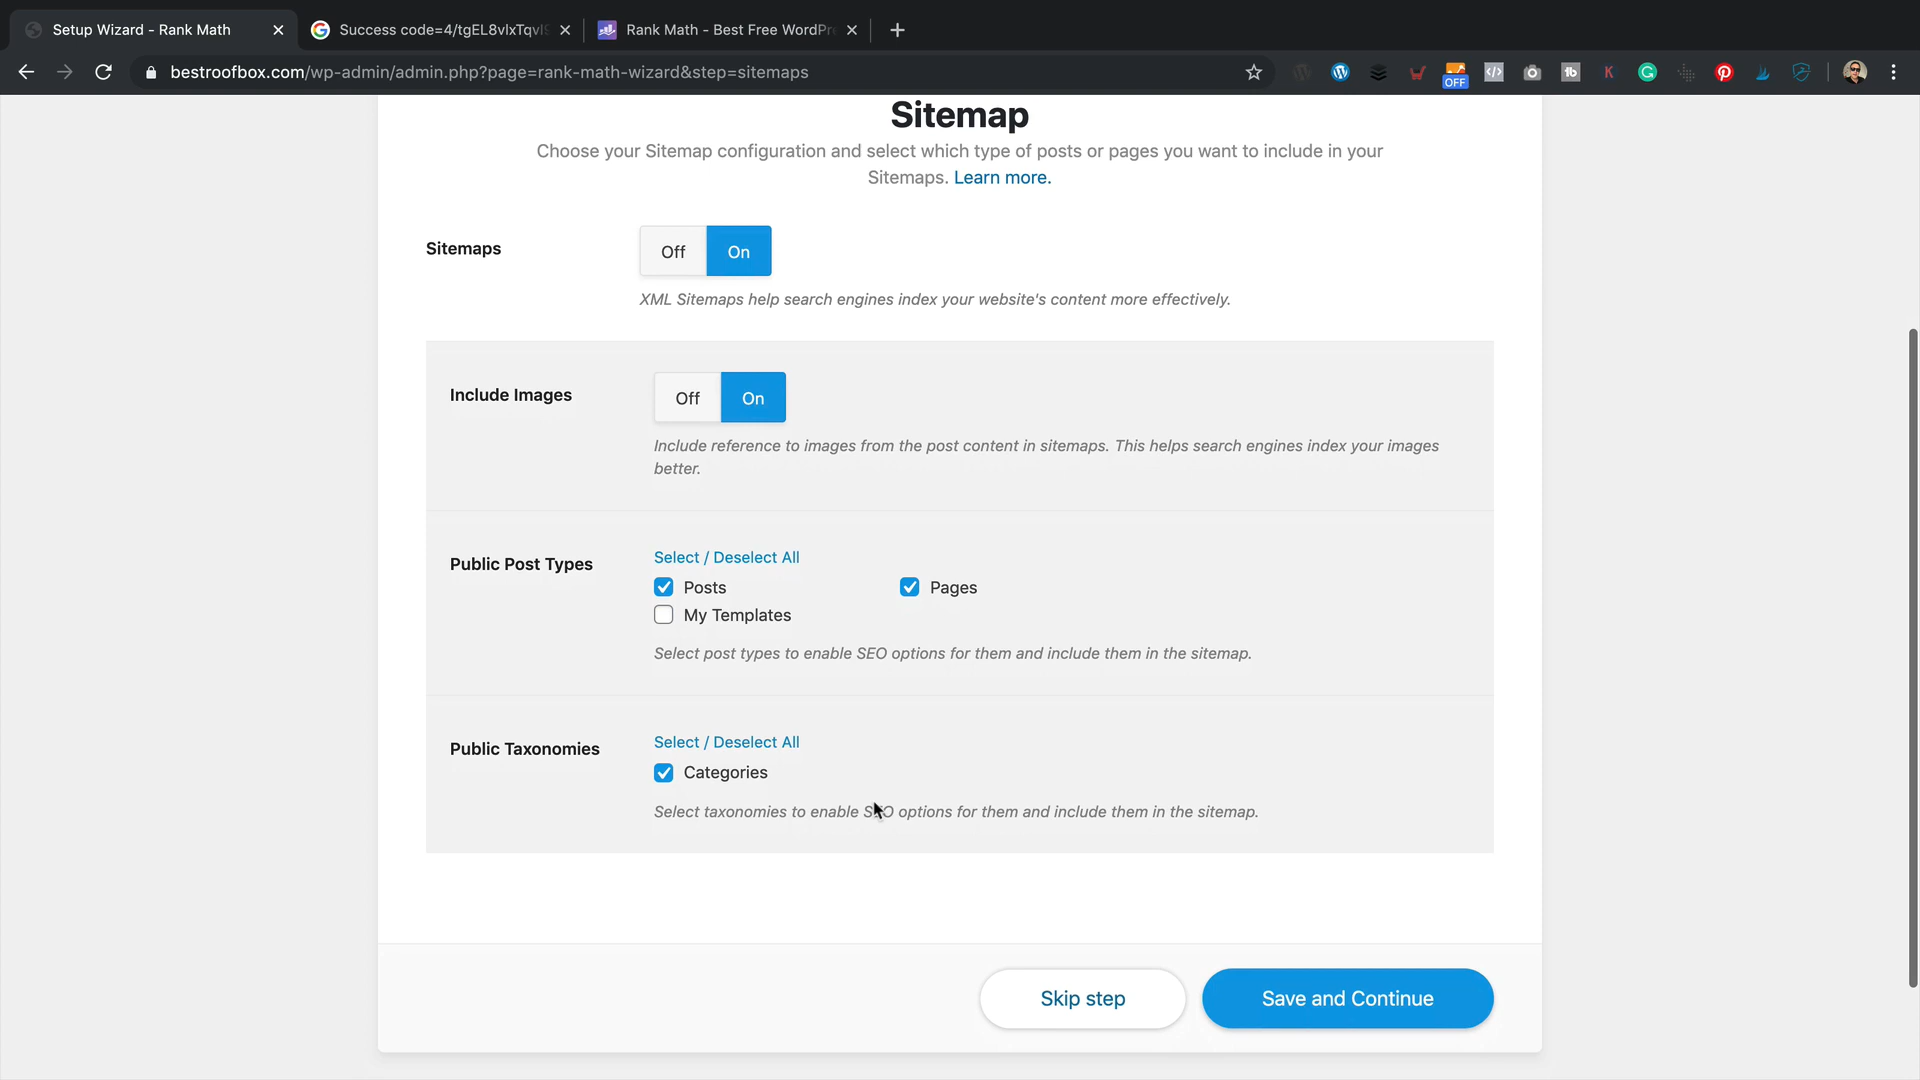 Setup Wizard - Rank Math
Success code=4/tgEL8vlxTqvl
Rank Math - Best Free WordPr
bestroofbox.com/wp-admin/admin.php?page=rank-math-wizard&step=sitemaps
OFF
Sitemap
Choose your Sitemap configuration and select which type of posts or pages you want to include in your
Sitemaps. Learn more.
Sitemaps
Off On
XML Sitemaps help search engines index your website's content more effectively.
Include Images
Off On
Include reference to images from the post content in sitemaps. This helps search engines index your images
better.
Public Post Types
Select / Deselect All
Posts Pages
My Templates
Select post types to enable SEO options for them and include them in the sitemap.
Public Taxonomies
Select / Deselect All
Categories
Select taxonomies to enable SEO options for them and include them in the sitemap.
Skip step Save and Continue